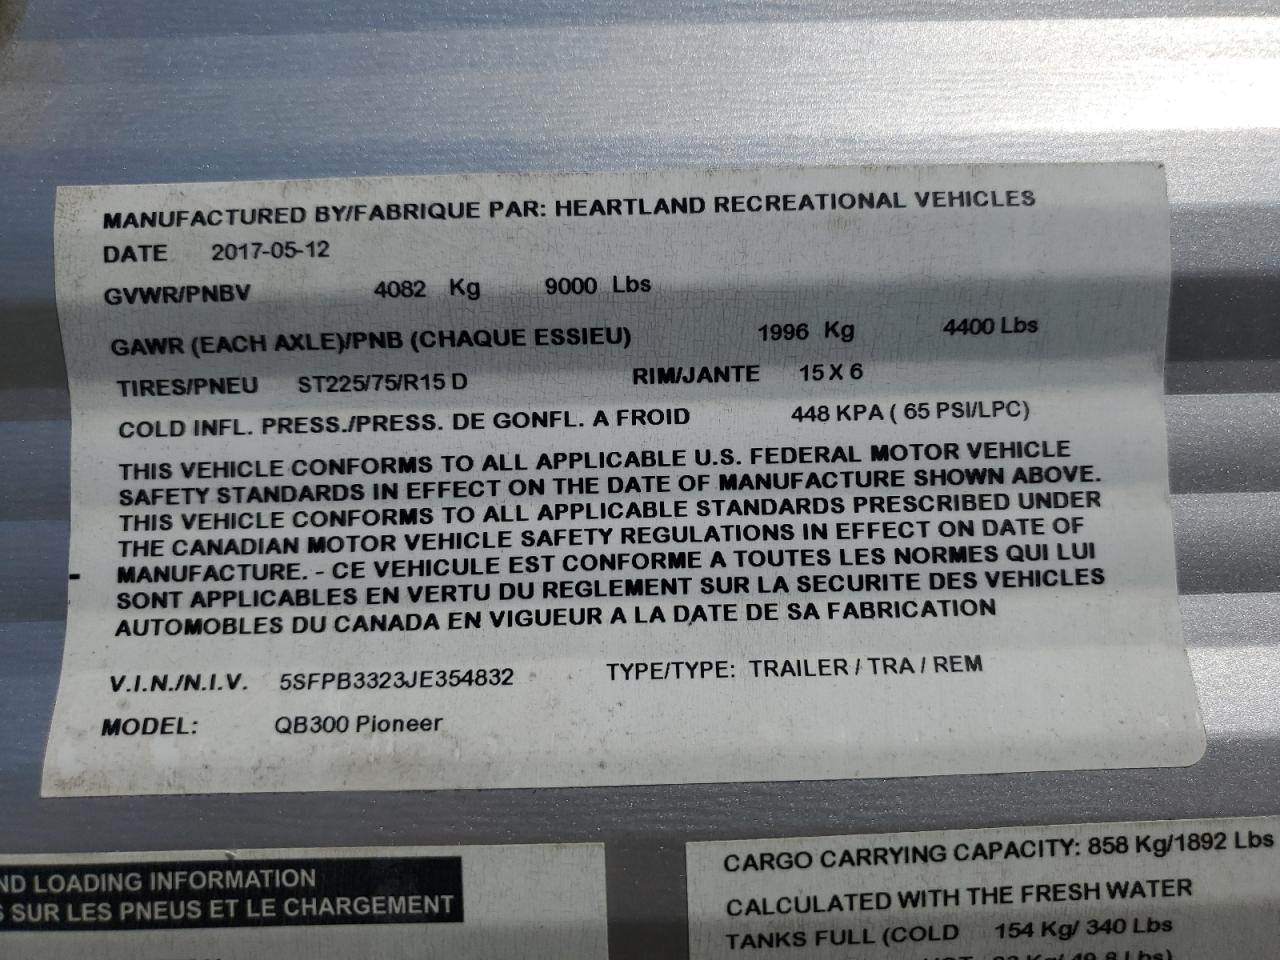 MANUFACTURED BY/FABRIQUE PAR: HEARTLAND RECREATIONAL VEHICLES
DATE 2017-05-12
GVWR/PNBV 4082 Kg 9000 Lbs
GAWR (EACH AXLE)/PNB (CHAQUE ESSIEU) 1996 Kg 4400 Lbs
TIRES/PNEU ST225/75/R15 D RIM/JANTE 15 X 6
COLD INFL. PRESS./PRESS. DE GONFL. A FROID 448 KPA ( 65 PSI/LPC)
THIS VEHICLE CONFORMS TO ALL APPLICABLE U.S. FEDERAL MOTOR VEHICLE
SAFETY STANDARDS IN EFFECT ON THE DATE OF MANUFACTURE SHOWN ABOVE.
THIS VEHICLE CONFORMS TO ALL APPLICABLE STANDARDS PRESCRIBED UNDER
THE CANADIAN MOTOR VEHICLE SAFETY REGULATIONS IN EFFECT ON DATE OF
MANUFACTURE. - CE VEHICULE EST CONFORME A TOUTES LES NORMES QUI LUI
SONT APPLICABLES EN VERTU DU REGLEMENT SUR LA SECURITE DES VEHICLES
AUTOMOBLES DU CANADA EN VIGUEUR A LA DATE DE SA FABRICATION
V.I.N./N.I.V. 5SFPB3323JE354832 TYPE/TYPE: TRAILER / TRA / REM
MODEL: QB300 Pioneer
ND LOADING INFORMATION
S SUR LES PNEUS ET LE CHARGEMENT
CARGO CARRYING CAPACITY: 858 Kg/1892 Lbs
CALCULATED WITH THE FRESH WATER
TANKS FULL (COLD 154 Kg/ 340 Lbs